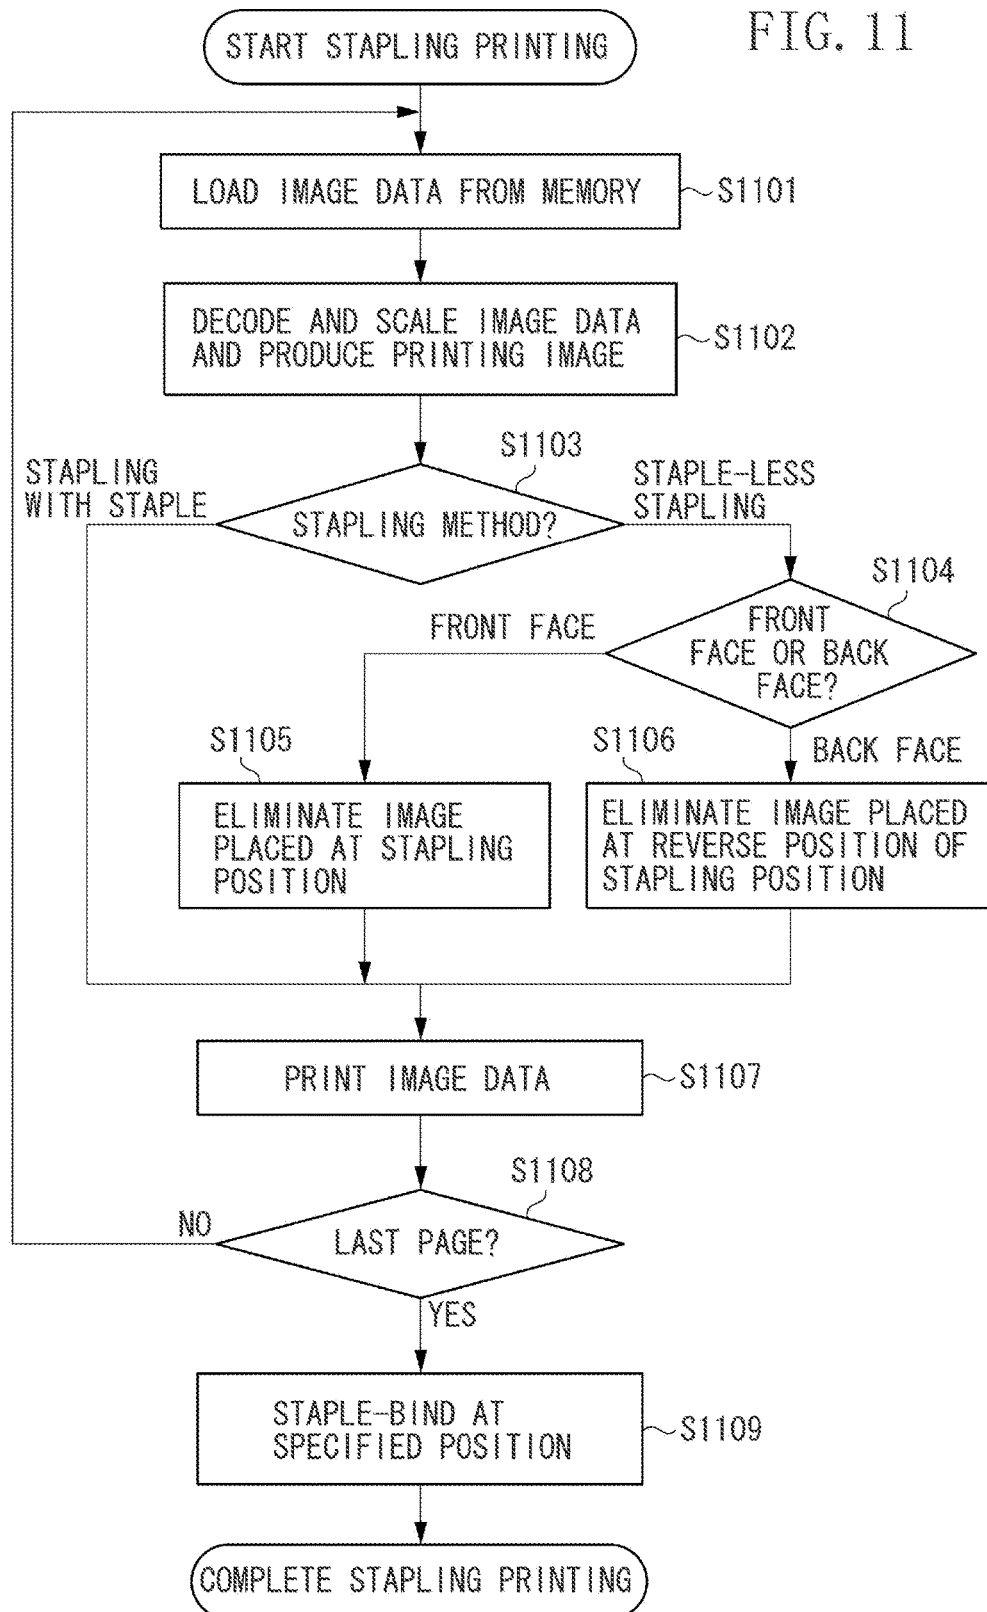 FIG. 11
START STAPLING PRINTING
LOAD IMAGE DATA FROM MEMORY
S1101
DECODE AND SCALE IMAGE DATA
AND PRODUCE PRINTING IMAGE
S1102
S1103
STAPLING
WITH STAPLE
STAPLING METHOD?
STAPLE-LESS
STAPLING
S1104
FRONT FACE
FRONT
FACE OR BACK
FACE?
S1105
S1106
BACK FACE
ELIMINATE IMAGE
PLACED AT STAPLING
POSITION
ELIMINATE IMAGE PLACED
AT REVERSE POSITION OF
STAPLING POSITION
PRINT IMAGE DATA
S1107
S1108
NO
LAST PAGE?
YES
STAPLE-BIND AT
SPECIFIED POSITION
S1109
COMPLETE STAPLING PRINTING